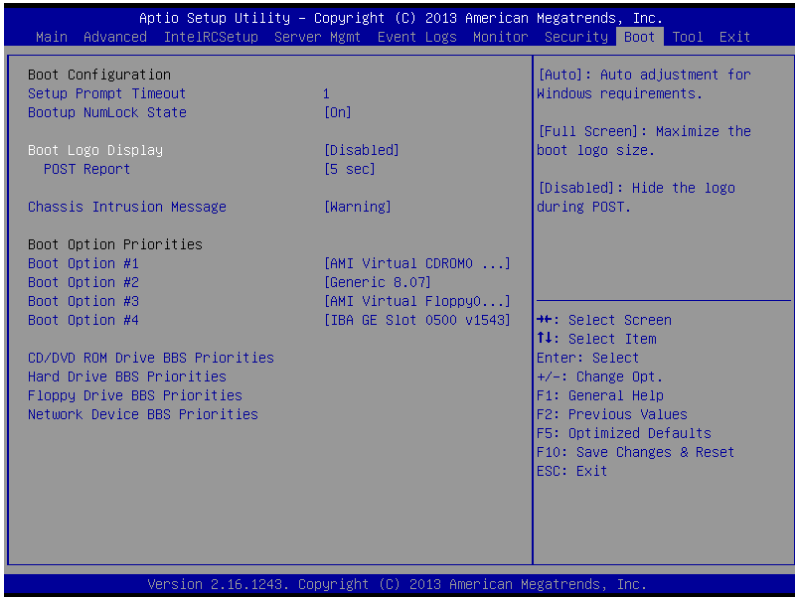 Aptio Setup Utility – Copyright (C) 2013 American Megatrends, Inc.
Main Advanced IntelRCSetup Server Mgmt Event Logs Monitor Security Boot Tool Exit
Boot Configuration
Setup Prompt Timeout 1
Bootup NumLock State [On]
Boot Logo Display [Disabled]
POST Report [5 sec]
Chassis Intrusion Message [Warning]
Boot Option Priorities
Boot Option #1 [AMI Virtual CDROM0 ...]
Boot Option #2 [Generic 8.07]
Boot Option #3 [AMI Virtual Floppy0...]
Boot Option #4 [IBA GE Slot 0500 v1543]
CD/DVD ROM Drive BBS Priorities
Hard Drive BBS Priorities
Floppy Drive BBS Priorities
Network Device BBS Priorities
[Auto]: Auto adjustment for
Windows requirements.
[Full Screen]: Maximize the
boot logo size.
[Disabled]: Hide the logo
during POST.
→←: Select Screen
↑↓: Select Item
Enter: Select
+/-: Change Opt.
F1: General Help
F2: Previous Values
F5: Optimized Defaults
F10: Save Changes & Reset
ESC: Exit
Version 2.16.1243. Copyright (C) 2013 American Megatrends, Inc.